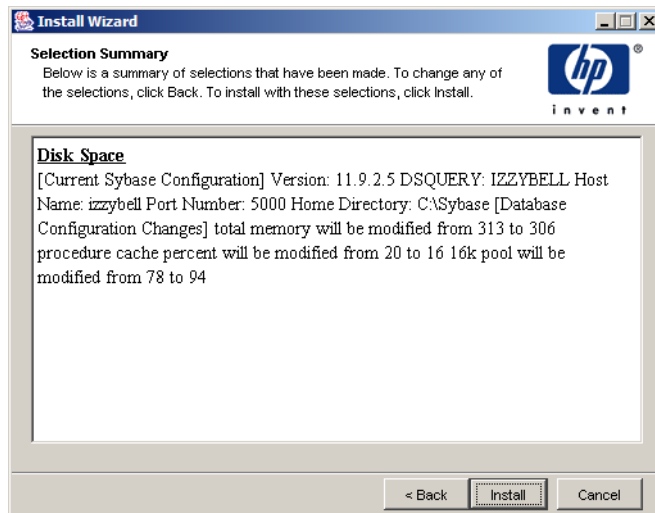 Install Wizard
Selection Summary
Below is a summary of selections that have been made. To change any of
the selections, click Back. To install with these selections, click Install.
hp
®
invent
Disk Space
[Current Sybase Configuration] Version: 11.9.2.5 DSQUERY: IZZYBELL Host
Name: izzybell Port Number: 5000 Home Directory: C:\Sybase [Database
Configuration Changes] total memory will be modified from 313 to 306
procedure cache percent will be modified from 20 to 16 16k pool will be
modified from 78 to 94
< Back Install Cancel